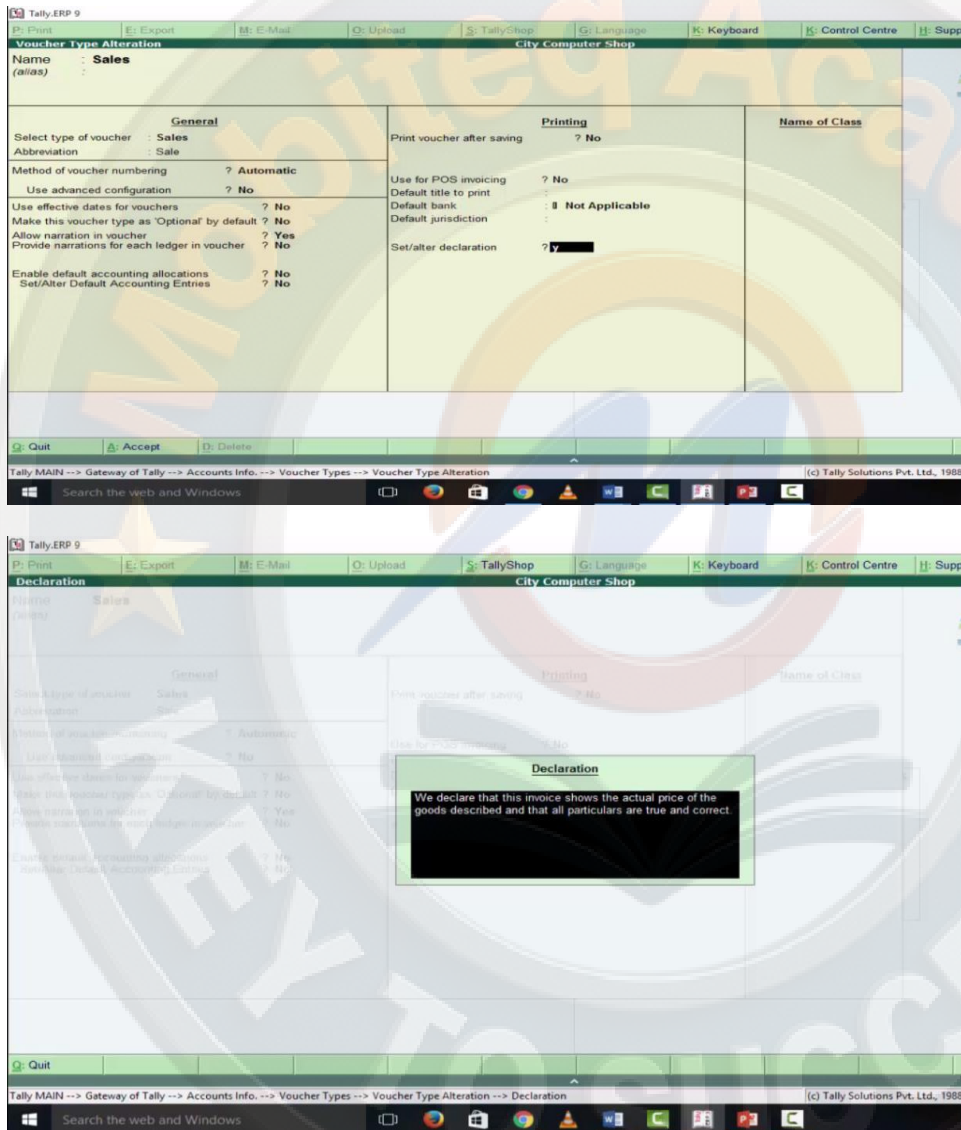 Tally.ERP 9
P: Print E: Export M: E-Mail O: Upload S: TallyShop G: Language K: Keyboard K: Control Centre H: Supp
Voucher Type Alteration City Computer Shop
Name : Sales
(alias) :
General Printing Name of Class
Select type of voucher : Sales Print voucher after saving ? No
Abbreviation : Sale
Method of voucher numbering ? Automatic
Use for POS invoicing ? No
Use advanced configuration ? No
Default title to print :
Use effective dates for vouchers ? No Default bank : Not Applicable
Make this voucher type as 'Optional' by default ? No Default jurisdiction :
Allow narration in voucher ? Yes
Provide narrations for each ledger in voucher ? No Set/alter declaration ? y
Enable default accounting allocations ? No
Set/Alter Default Accounting Entries ? No
Q: Quit A: Accept D: Delete
Tally MAIN --> Gateway of Tally --> Accounts Info. --> Voucher Types --> Voucher Type Alteration (c) Tally Solutions Pvt. Ltd., 1988
Search the web and Windows
Tally.ERP 9
P: Print E: Export M: E-Mail O: Upload S: TallyShop G: Language K: Keyboard K: Control Centre H: Supp
Declaration City Computer Shop
Name Sales
General Printing Name of Class
Select type of voucher Sales Print voucher after saving ? No
Method of voucher numbering ? Automatic
Use for POS invoicing ? No
Use advanced configuration ? No
Declaration
We declare that this invoice shows the actual price of the
goods described and that all particulars are true and correct.
Q: Quit
Tally MAIN --> Gateway of Tally --> Accounts Info. --> Voucher Types --> Voucher Type Alteration --> Declaration (c) Tally Solutions Pvt. Ltd., 1988
Search the web and Windows
Mobiteq Aca
KEY TO SUCC